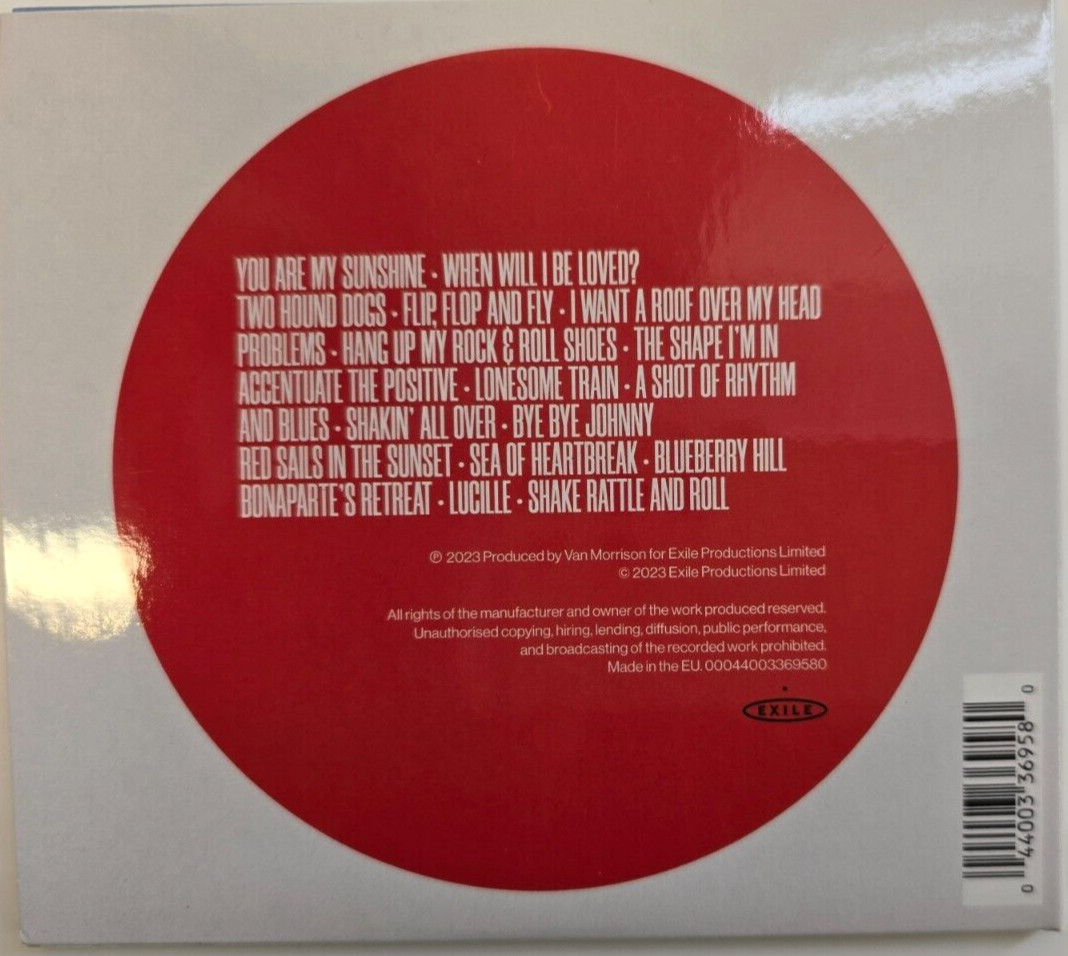 YOU ARE MY SUNSHINE • WHEN WILL I BE LOVED?
TWO HOUND DOGS • FLIP, FLOP AND FLY • I WANT A ROOF OVER MY HEAD
PROBLEMS • HANG UP MY ROCK & ROLL SHOES • THE SHAPE I'M IN
ACCENTUATE THE POSITIVE • LONESOME TRAIN • A SHOT OF RHYTHM
AND BLUES • SHAKIN' ALL OVER • BYE BYE JOHNNY
RED SAILS IN THE SUNSET • SEA OF HEARTBREAK • BLUEBERRY HILL
BONAPARTE'S RETREAT • LUCILLE • SHAKE RATTLE AND ROLL
℗ 2023 Produced by Van Morrison for Exile Productions Limited
© 2023 Exile Productions Limited
All rights of the manufacturer and owner of the work produced reserved.
Unauthorised copying, hiring, lending, diffusion, public performance,
and broadcasting of the recorded work prohibited.
Made in the EU. 00044003369580
EXILE
0 44003 36958 0